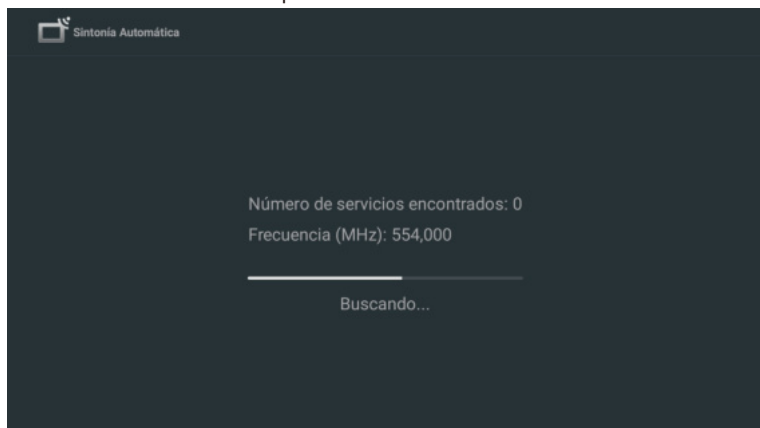 Sintonía Automática
Número de servicios encontrados: 0
Frecuencia (MHz): 554,000
Buscando...